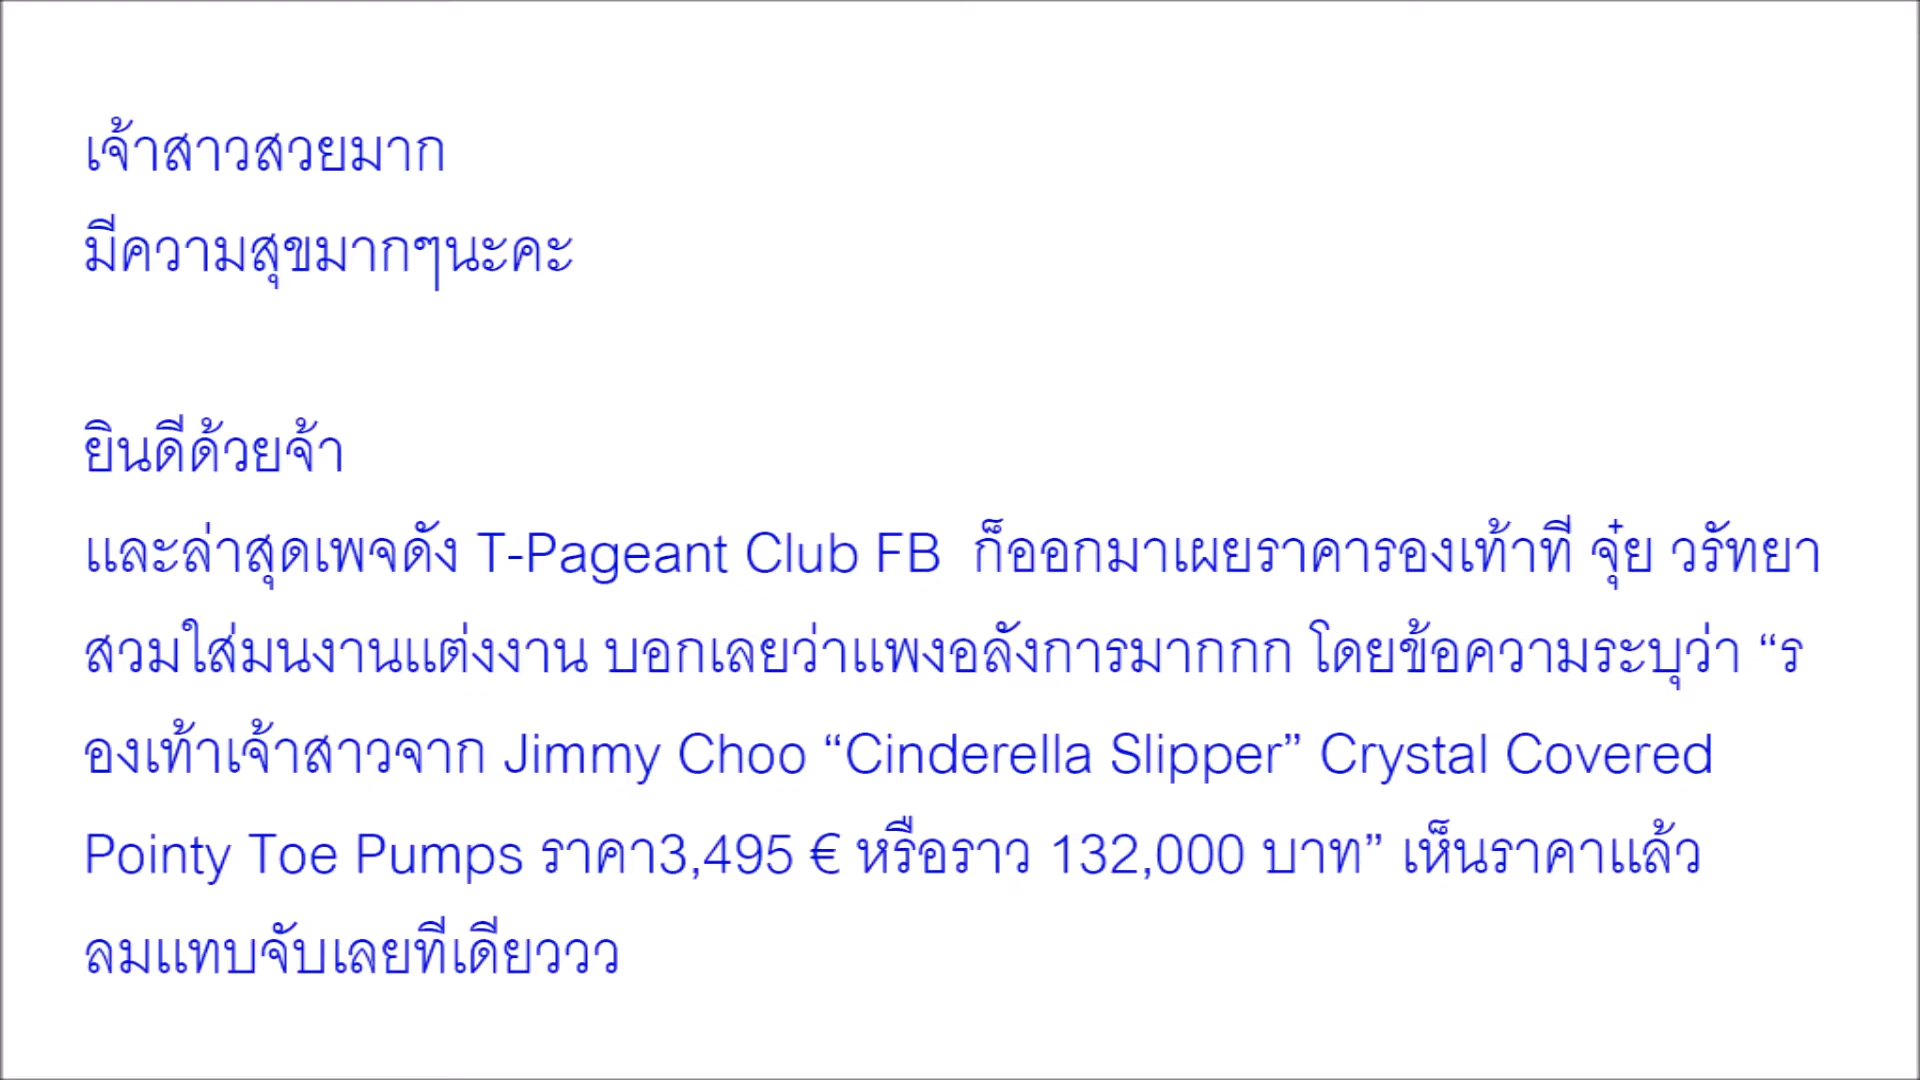 เจ้าสาวสวยมาก
มีความสุขมากๆนะคะ
ยินดีด้วยจ้า
และล่าสุดเพจดัง T-Pageant Club FB  ก็ออกมาเผยราคารองเท้าที่ จุ๋ย วรัทยา
สวมใส่มนงานแต่งงาน บอกเลยว่าแพงอลังการมากกก โดยข้อความระบุว่า “ร
องเท้าเจ้าสาวจาก Jimmy Choo “Cinderella Slipper” Crystal Covered
Pointy Toe Pumps ราคา3,495 € หรือราว 132,000 บาท” เห็นราคาแล้ว
ลมแทบจับเลยทีเดียววว